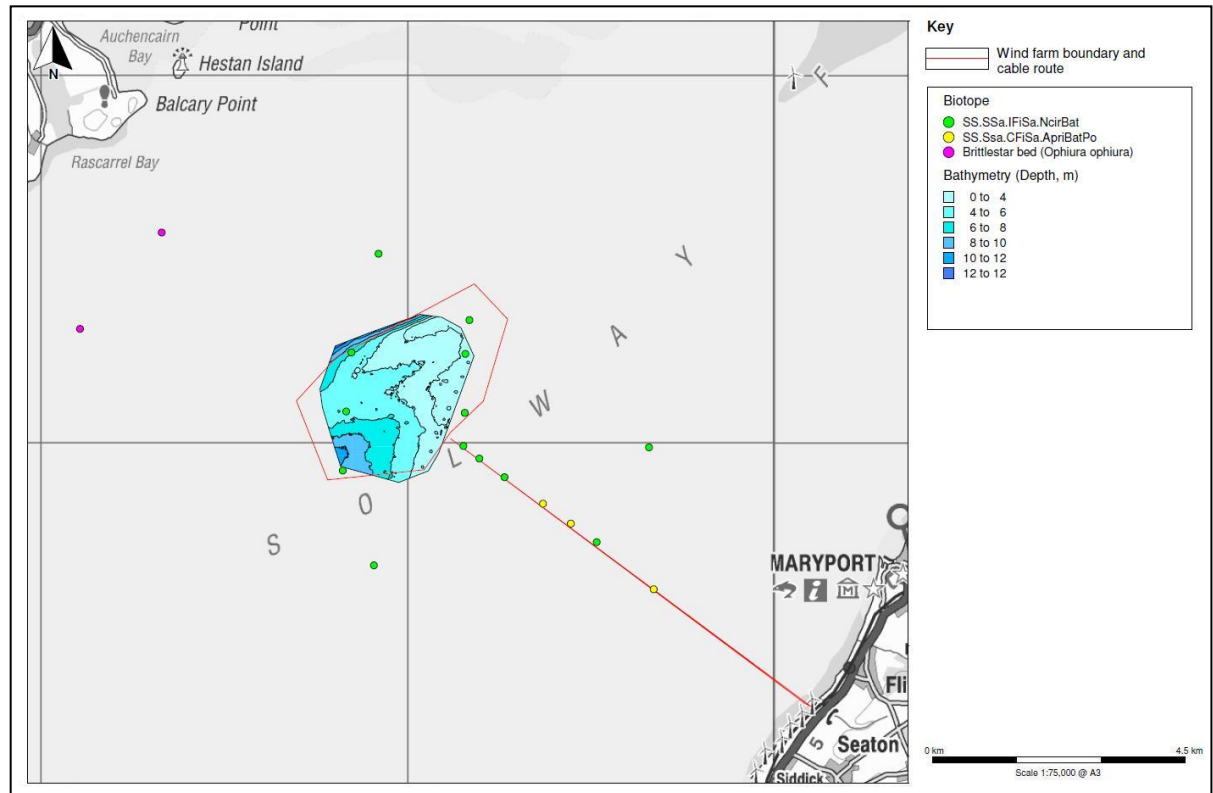 Point
Auchencairn
Bay
Hestan Island
N
Balcary Point
Rascarrel Bay
F
Y
A
W
L
O
S
MARYPORT
i
M
Fli
5
Seaton
Siddick
Key
Wind farm boundary and
cable route
Biotope
SS.SSa.IFiSa.NcirBat
SS.Ssa.CFiSa.ApriBatPo
Brittlestar bed (Ophiura ophiura)
Bathymetry (Depth, m)
0 to 4
4 to 6
6 to 8
8 to 10
10 to 12
12 to 12
0 km
4.5 km
Scale 1:75,000 @ A3